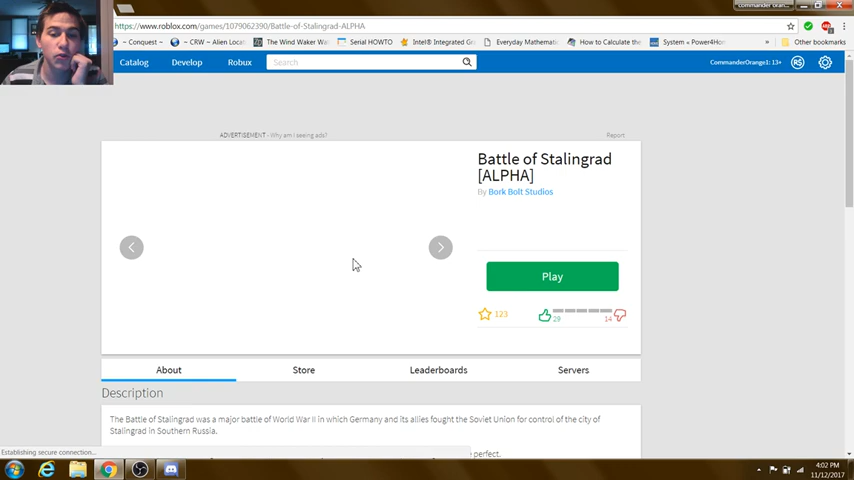 commander oran...
https://www.roblox.com/games/1079062390/Battle-of-Stalingrad-ALPHA
– Conquest – CRW – Alien Locat The Wind Waker Wa Serial HOWTO Intel® Integrated Gr Everyday Mathematic How to Calculate the System « Power4Hom » Other bookmarks
Catalog Develop Robux Search CommanderOrange1: 13+ R$
ADVERTISEMENT - Why am I seeing ads? Report
Battle of Stalingrad
[ALPHA]
By Bork Bolt Studios
Play
123 29 14
About Store Leaderboards Servers
Description
The Battle of Stalingrad was a major battle of World War II in which Germany and its allies fought the Soviet Union for control of the city of
Stalingrad in Southern Russia.
perfect.
Establishing secure connection...
4:02 PM
11/12/2017